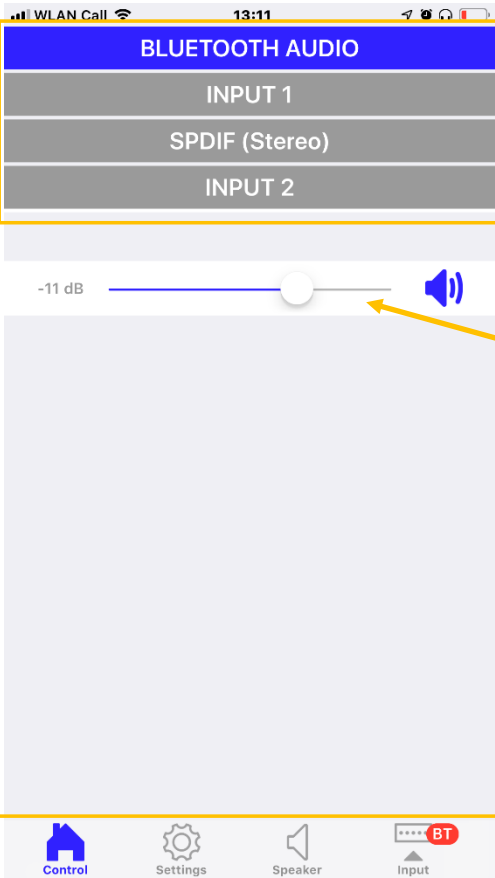 WLAN Call 13:11
BLUETOOTH AUDIO
INPUT 1
SPDIF (Stereo)
INPUT 2
-11 dB
BT
Control Settings Speaker Input